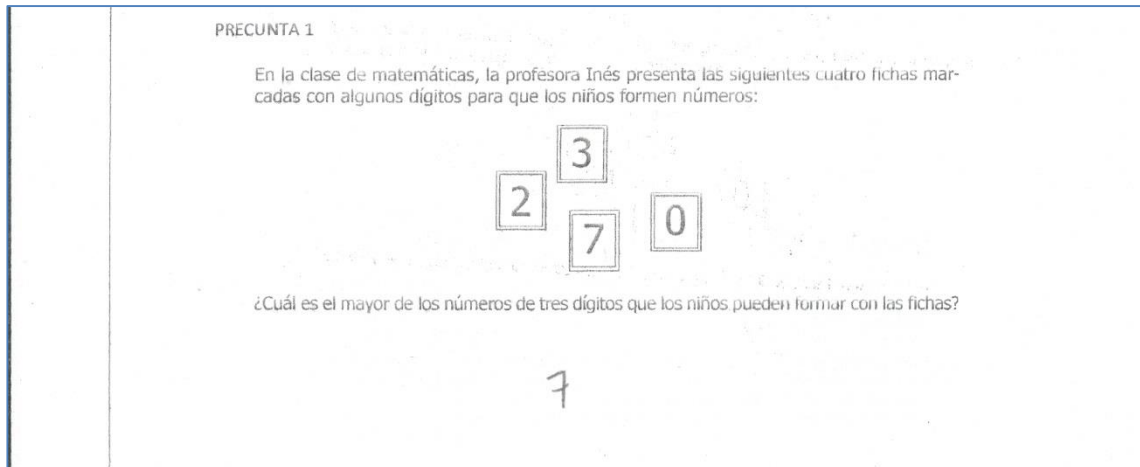 PRECUNTA 1
En la clase de matemáticas, la profesora Inés presenta las siguientes cuatro fichas mar-
cadas con algunos dígitos para que los niños formen números:
3
2
7
0
¿Cuál es el mayor de los números de tres dígitos que los niños pueden formar con las fichas?
7